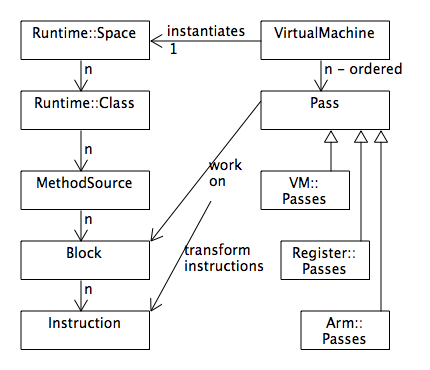 Runtime::Space
instantiates
1
VirtualMachine
n
n - ordered
Runtime::Class
Pass
n
work
on
MethodSource
VM::
Passes
n
Block
transform
instructions
Register::
Passes
n
Instruction
Arm::
Passes